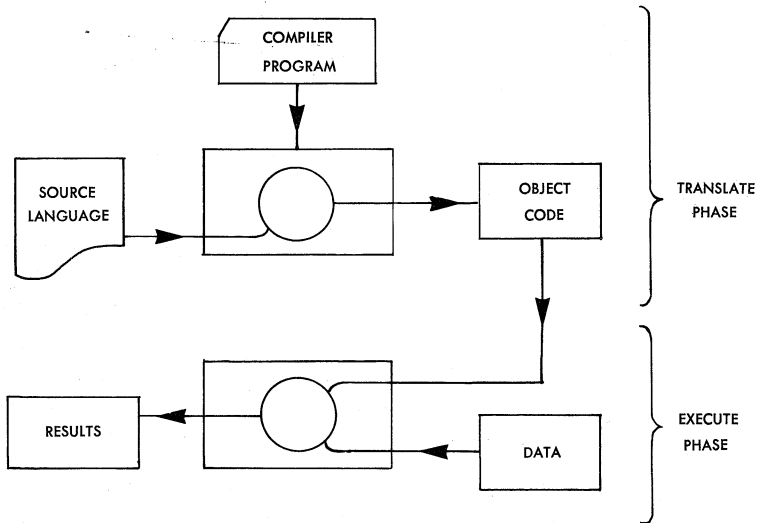 COMPILER
PROGRAM
SOURCE
LANGUAGE
OBJECT
CODE
TRANSLATE
PHASE
RESULTS
DATA
EXECUTE
PHASE